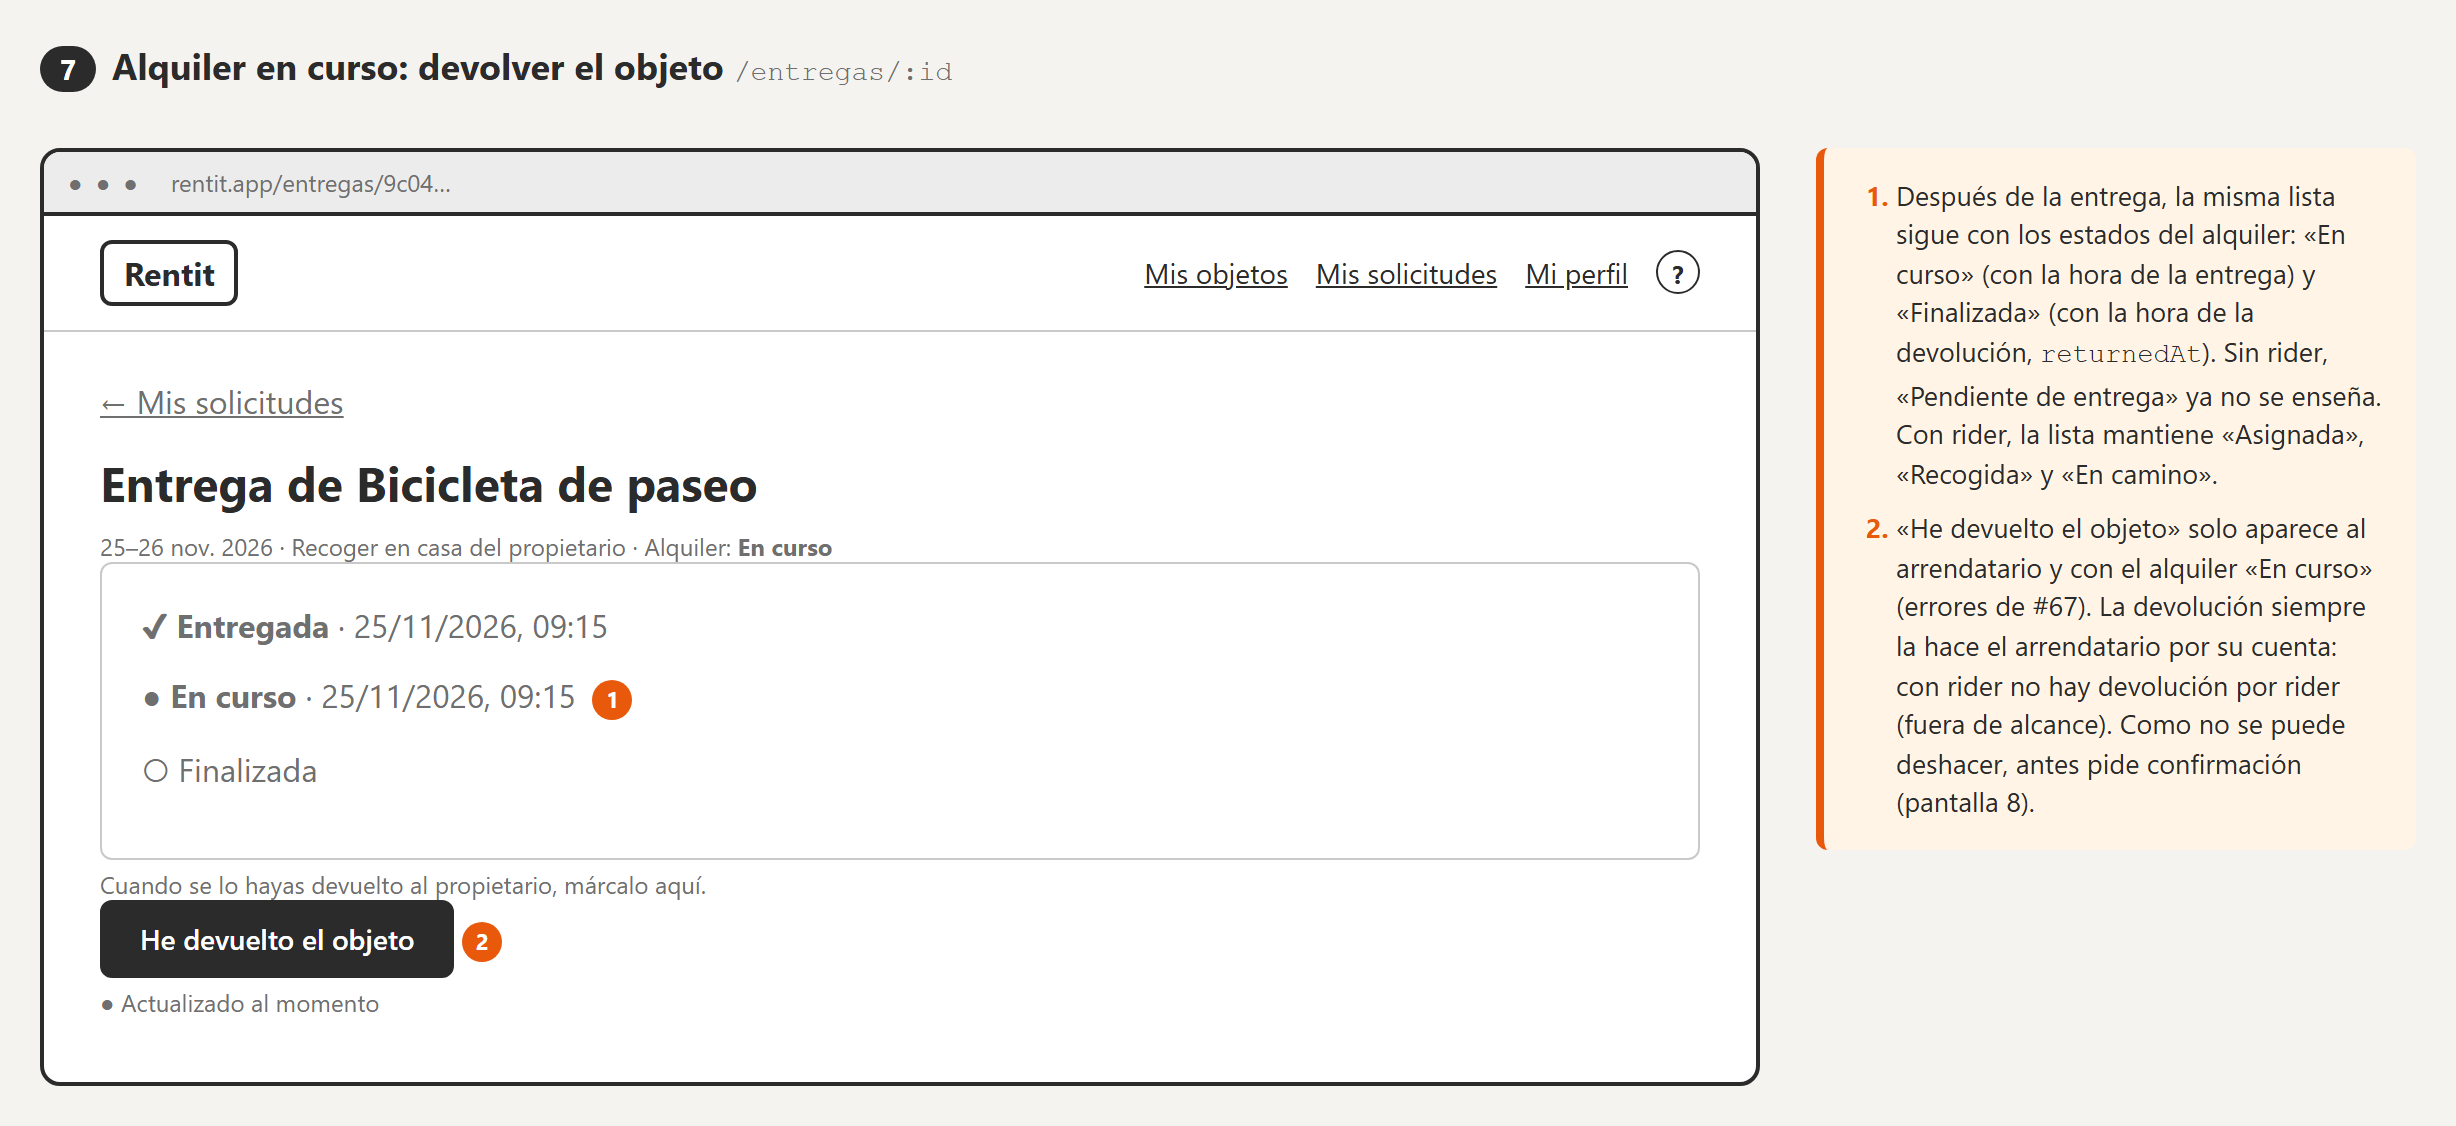 7 Alquiler en curso: devolver el objeto /entregas/:id
rentit.app/entregas/9c04...
Rentit
Mis objetos Mis solicitudes Mi perfil ?
← Mis solicitudes
Entrega de Bicicleta de paseo
25–26 nov. 2026 · Recoger en casa del propietario · Alquiler: En curso
✔ Entregada · 25/11/2026, 09:15
● En curso · 25/11/2026, 09:15 1
○ Finalizada
Cuando se lo hayas devuelto al propietario, márcalo aquí.
He devuelto el objeto 2
● Actualizado al momento
1. Después de la entrega, la misma lista
sigue con los estados del alquiler: «En
curso» (con la hora de la entrega) y
«Finalizada» (con la hora de la
devolución, returnedAt). Sin rider,
«Pendiente de entrega» ya no se enseña.
Con rider, la lista mantiene «Asignada»,
«Recogida» y «En camino».
2. «He devuelto el objeto» solo aparece al
arrendatario y con el alquiler «En curso»
(errores de #67). La devolución siempre
la hace el arrendatario por su cuenta:
con rider no hay devolución por rider
(fuera de alcance). Como no se puede
deshacer, antes pide confirmación
(pantalla 8).